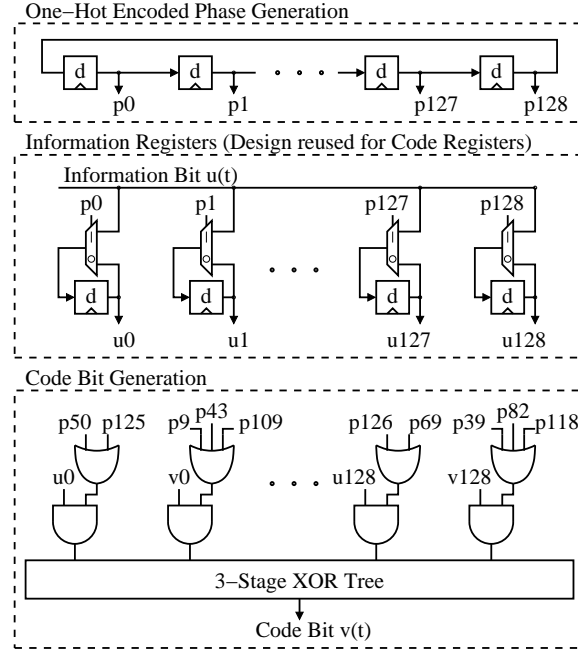 One−Hot Encoded Phase Generation
d d d d
p0 p1 p127 p128
Information Registers (Design reused for Code Registers)
Information Bit u(t)
p0 p1 p127 p128
| | | |
O O O O
d d d d
u0 u1 u127 u128
Code Bit Generation
p50 p125 p9 p43 p109 p126 p69 p39 p82 p118
u0 v0 u128 v128
3−Stage XOR Tree
Code Bit v(t)